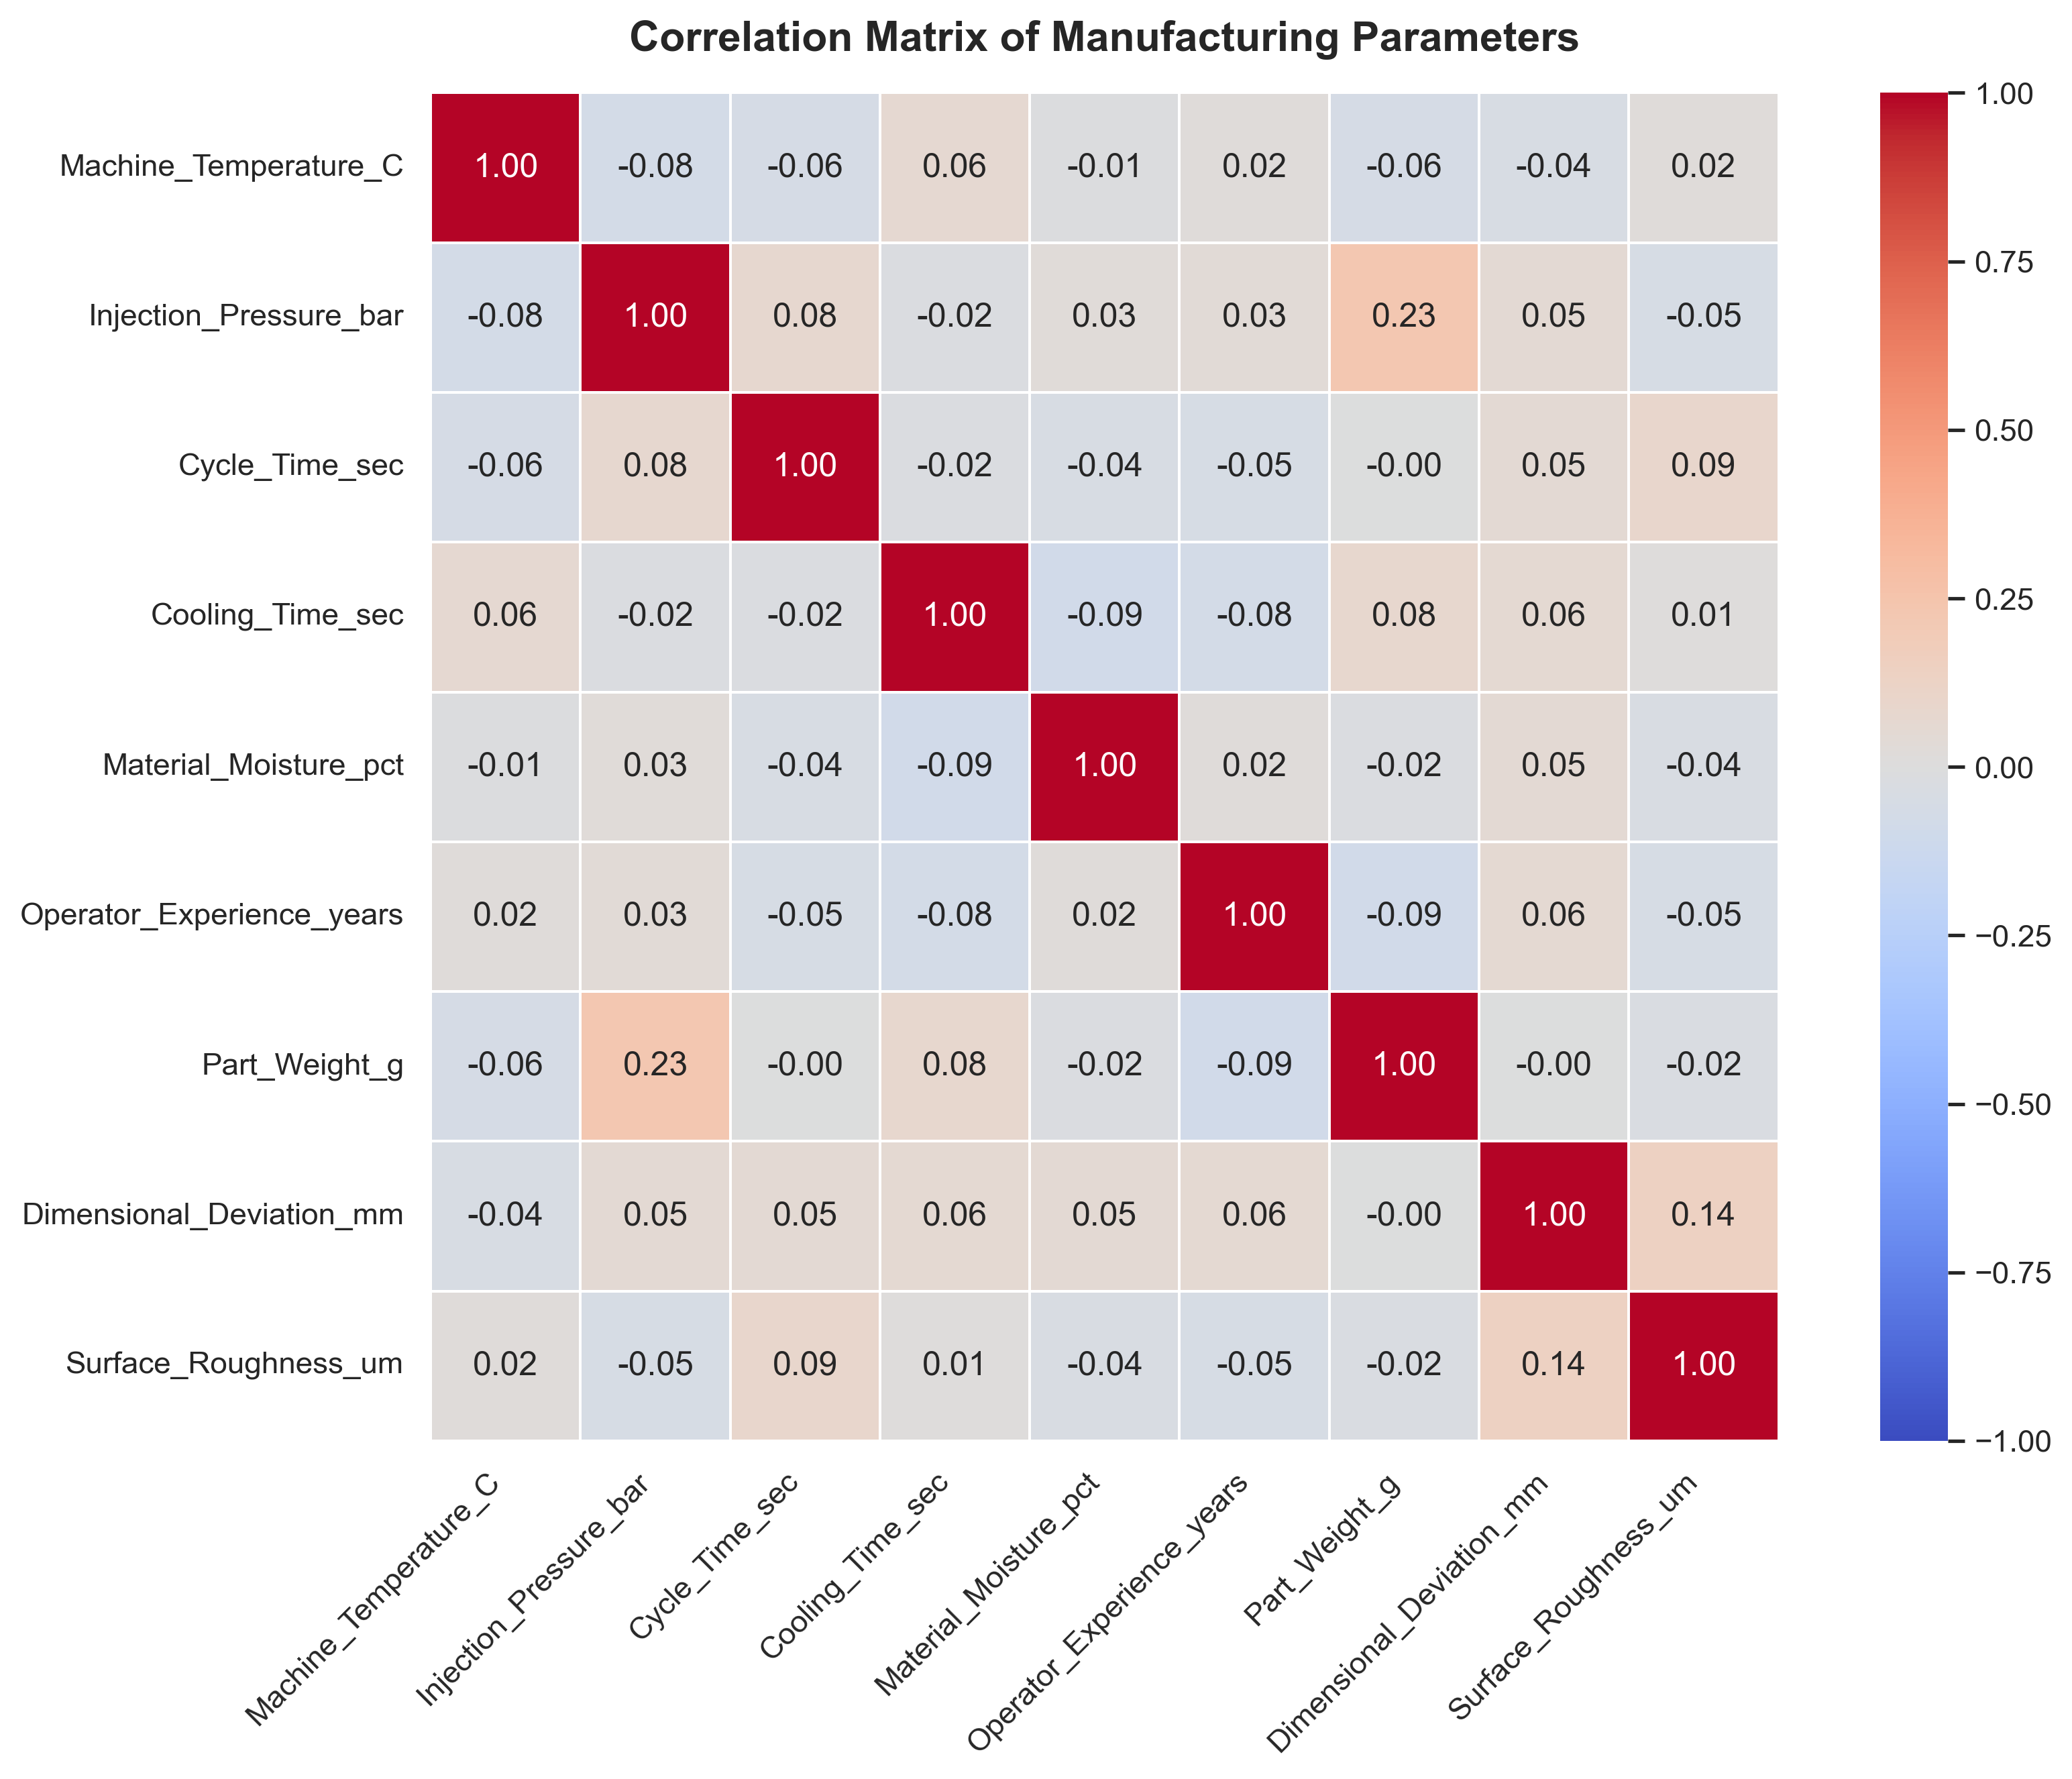 Correlation Matrix of Manufacturing Parameters
Machine_Temperature_C 1.00 -0.08 -0.06 0.06 -0.01 0.02 -0.06 -0.04 0.02
Injection_Pressure_bar -0.08 1.00 0.08 -0.02 0.03 0.03 0.23 0.05 -0.05
Cycle_Time_sec -0.06 0.08 1.00 -0.02 -0.04 -0.05 -0.00 0.05 0.09
Cooling_Time_sec 0.06 -0.02 -0.02 1.00 -0.09 -0.08 0.08 0.06 0.01
Material_Moisture_pct -0.01 0.03 -0.04 -0.09 1.00 0.02 -0.02 0.05 -0.04
Operator_Experience_years 0.02 0.03 -0.05 -0.08 0.02 1.00 -0.09 0.06 -0.05
Part_Weight_g -0.06 0.23 -0.00 0.08 -0.02 -0.09 1.00 -0.00 -0.02
Dimensional_Deviation_mm -0.04 0.05 0.05 0.06 0.05 0.06 -0.00 1.00 0.14
Surface_Roughness_um 0.02 -0.05 0.09 0.01 -0.04 -0.05 -0.02 0.14 1.00
Machine_Temperature_C
Injection_Pressure_bar
Cycle_Time_sec
Cooling_Time_sec
Material_Moisture_pct
Operator_Experience_years
Part_Weight_g
Dimensional_Deviation_mm
Surface_Roughness_um
1.00
0.75
0.50
0.25
0.00
−0.25
−0.50
−0.75
−1.00